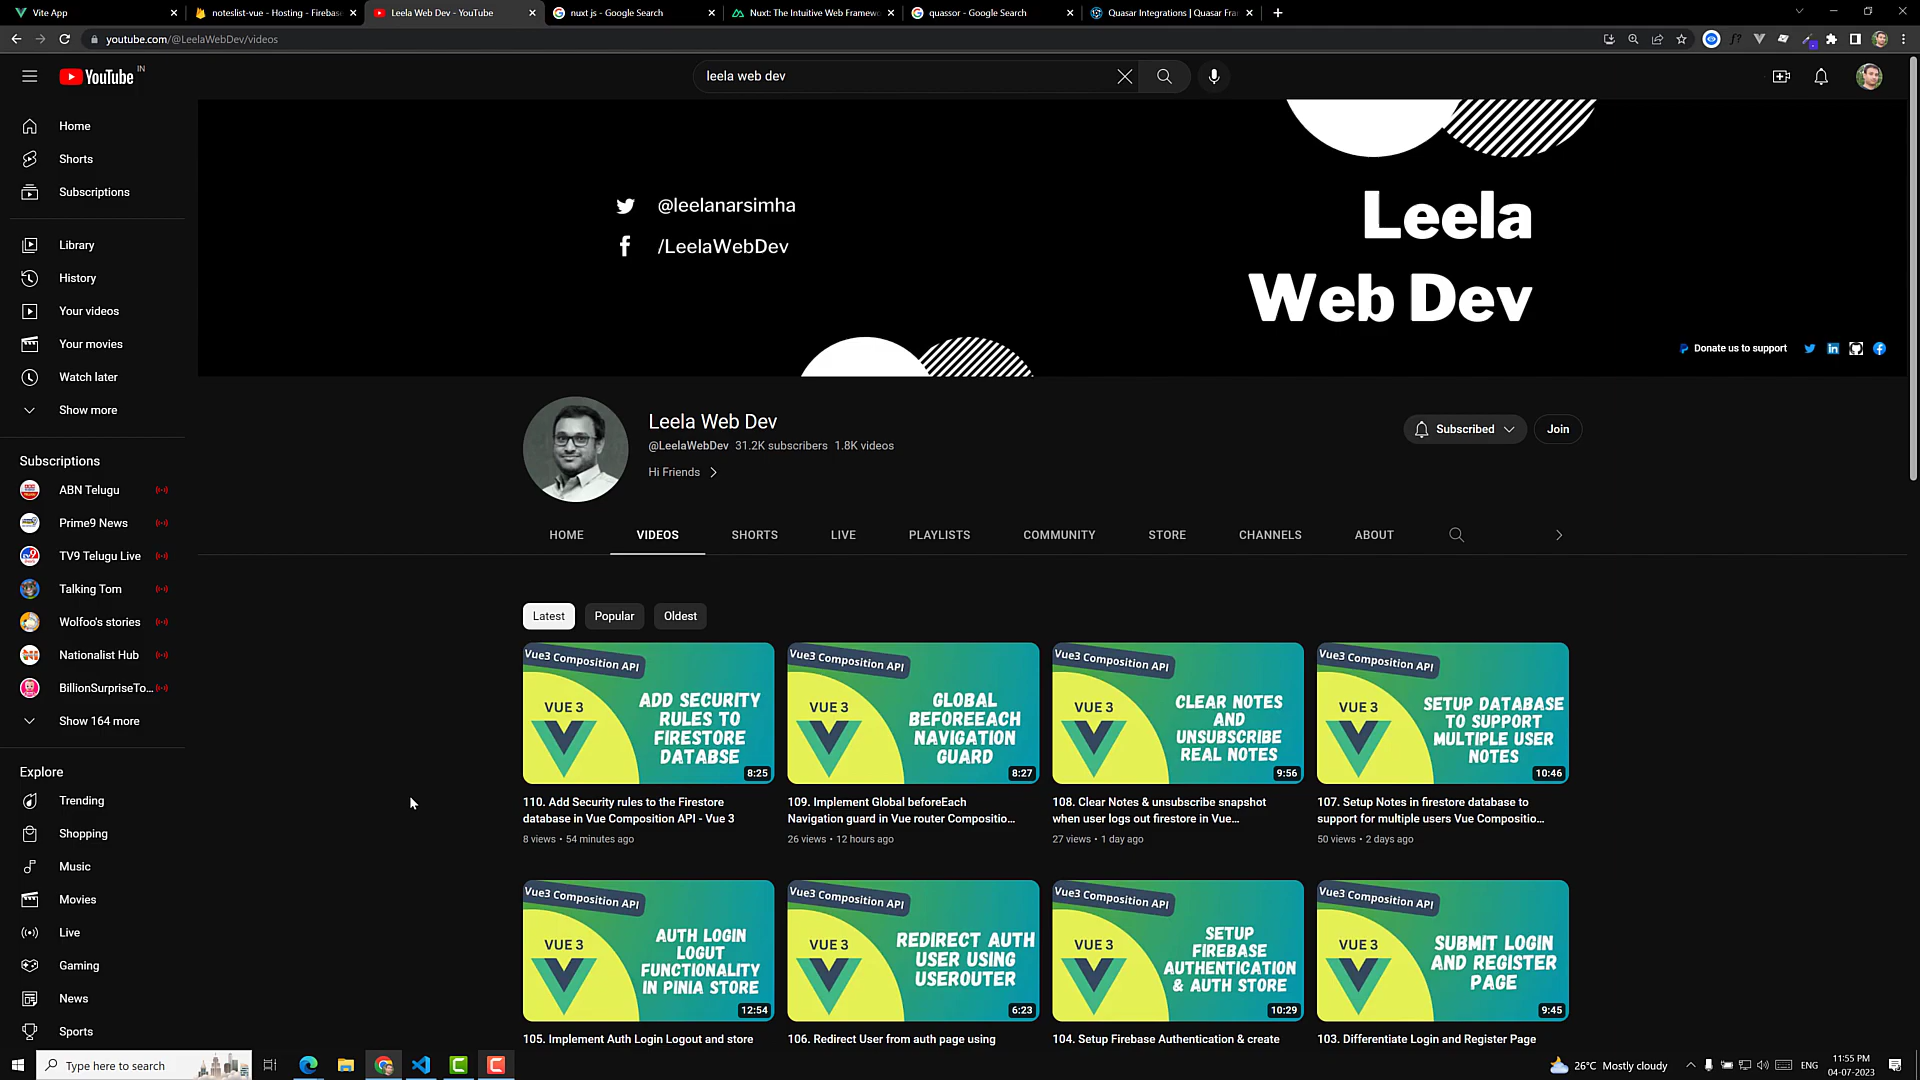 Vite App
noteslist-vue - Hosting - Firebase
Leela Web Dev - YouTube
nuxt js - Google Search
Nuxt: The Intuitive Web Framewo
quassor - Google Search
Quasar Integrations | Quasar Fra
youtube.com/@LeelaWebDev/videos
YouTube IN
leela web dev
Home
Shorts
Subscriptions
Library
History
Your videos
Your movies
Watch later
Show more
Subscriptions
ABN Telugu
Prime9 News
TV9 Telugu Live
Talking Tom
Wolfoo's stories
Nationalist Hub
BillionSurpriseTo...
Show 164 more
Explore
Trending
Shopping
Music
Movies
Live
Gaming
News
Sports
@leelanarsimha
/LeelaWebDev
Leela
Web Dev
Donate us to support
Leela Web Dev
@LeelaWebDev 31.2K subscribers 1.8K videos
Hi Friends
Subscribed
Join
HOME
VIDEOS
SHORTS
LIVE
PLAYLISTS
COMMUNITY
STORE
CHANNELS
ABOUT
Latest
Popular
Oldest
Vue3 Composition API
VUE 3
ADD SECURITY
RULES TO
FIRESTORE
DATABSE
8:25
110. Add Security rules to the Firestore
database in Vue Composition API - Vue 3
8 views • 54 minutes ago
Vue3 Composition API
VUE 3
GLOBAL
BEFOREEACH
NAVIGATION
GUARD
8:27
109. Implement Global beforeEach
Navigation guard in Vue router Compositio...
26 views • 12 hours ago
Vue3 Composition API
VUE 3
CLEAR NOTES
AND
UNSUBSCRIBE
REAL NOTES
9:56
108. Clear Notes & unsubscribe snapshot
when user logs out firestore in Vue...
27 views • 1 day ago
Vue3 Composition API
VUE 3
SETUP DATABASE
TO SUPPORT
MULTIPLE USER
NOTES
10:46
107. Setup Notes in firestore database to
support for multiple users Vue Compositio...
50 views • 2 days ago
Vue3 Composition API
VUE 3
AUTH LOGIN
LOGUT
FUNCTIONALITY
IN PINIA STORE
12:54
105. Implement Auth Login Logout and store
Vue3 Composition API
VUE 3
REDIRECT AUTH
USER USING
USEROUTER
6:23
106. Redirect User from auth page using
Vue3 Composition API
VUE 3
SETUP
FIREBASE
AUTHENTICATION
& AUTH STORE
10:29
104. Setup Firebase Authentication & create
Vue3 Composition API
VUE 3
SUBMIT LOGIN
AND REGISTER
PAGE
9:45
103. Differentiate Login and Register Page
Type here to search
26°C Mostly cloudy
ENG
11:55 PM
04-07-2023